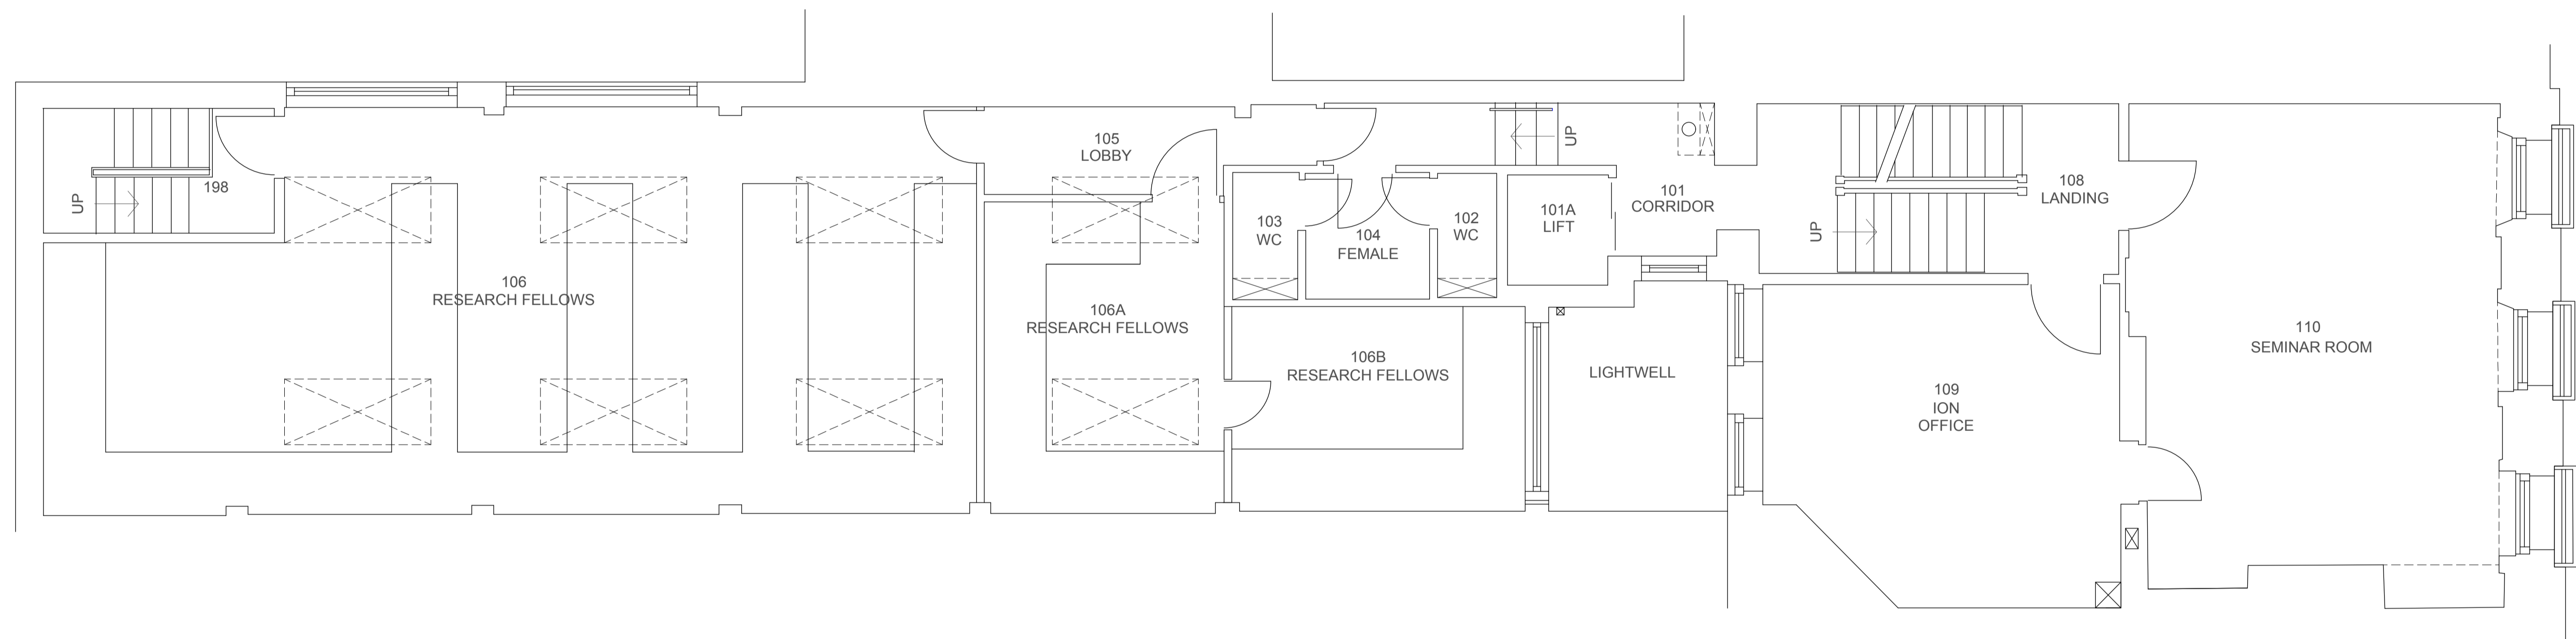 UP
198
106
RESEARCH FELLOWS
105
LOBBY
106A
RESEARCH FELLOWS
103
WC
104
FEMALE
102
WC
106B
RESEARCH FELLOWS
UP
101A
LIFT
101
CORRIDOR
LIGHTWELL
UP
108
LANDING
109
ION
OFFICE
110
SEMINAR ROOM